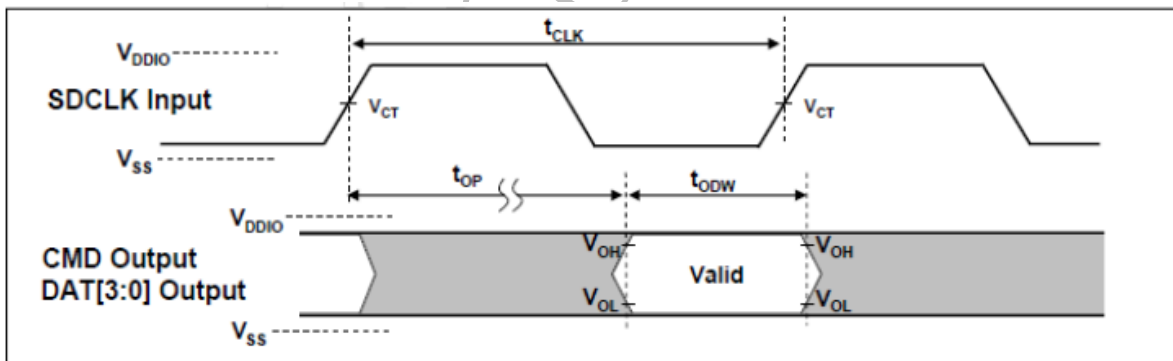 t_CLK
V_DDIO
SDCLK Input
V_CT
V_CT
V_SS
t_OP
t_ODW
V_DDIO
CMD Output
DAT[3:0] Output
V_OH
V_OH
Valid
V_OL
V_OL
V_SS